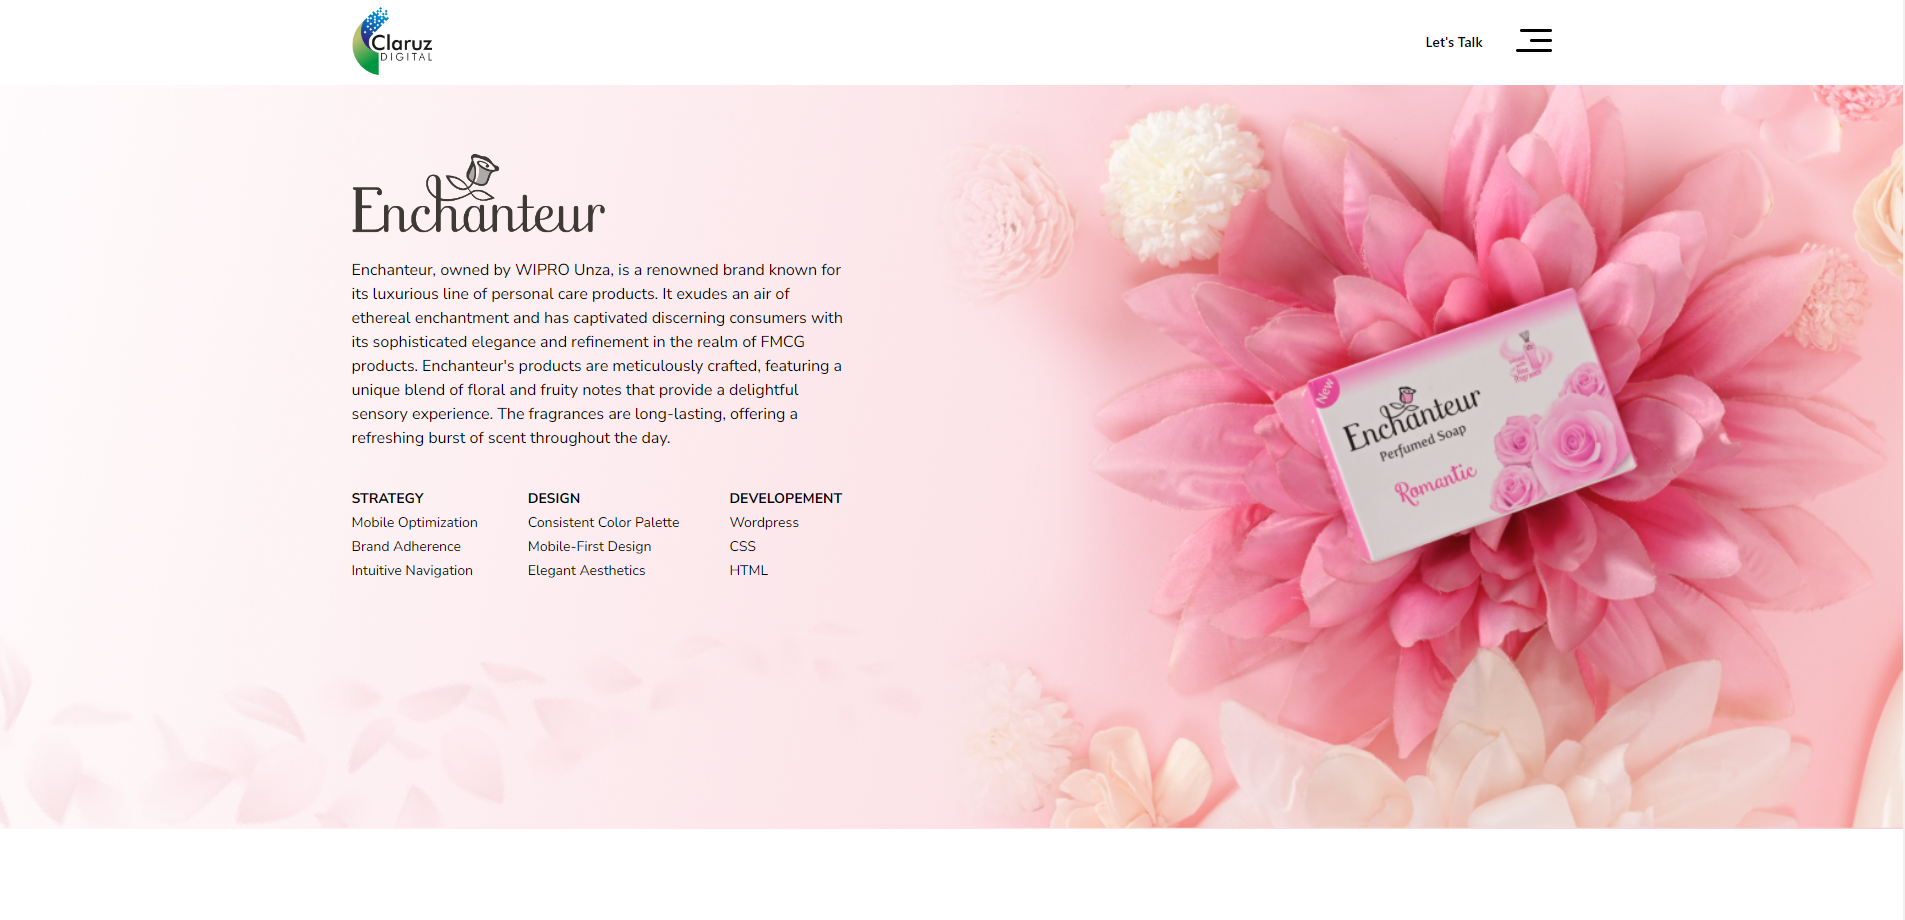 Claruz
DIGITAL
Let's Talk
Enchanteur
Enchanteur, owned by WIPRO Unza, is a renowned brand known for
its luxurious line of personal care products. It exudes an air of
ethereal enchantment and has captivated discerning consumers with
its sophisticated elegance and refinement in the realm of FMCG
products. Enchanteur's products are meticulously crafted, featuring a
unique blend of floral and fruity notes that provide a delightful
sensory experience. The fragrances are long-lasting, offering a
refreshing burst of scent throughout the day.
STRATEGY
Mobile Optimization
Brand Adherence
Intuitive Navigation
DESIGN
Consistent Color Palette
Mobile-First Design
Elegant Aesthetics
DEVELOPEMENT
Wordpress
CSS
HTML
New
Enchanteur
Perfumed Soap
Romantic